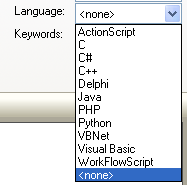 Language: <none>
Keywords: ActionScript
C
C#
C++
Delphi
Java
PHP
Python
VBNet
Visual Basic
WorkFlowScript
<none>